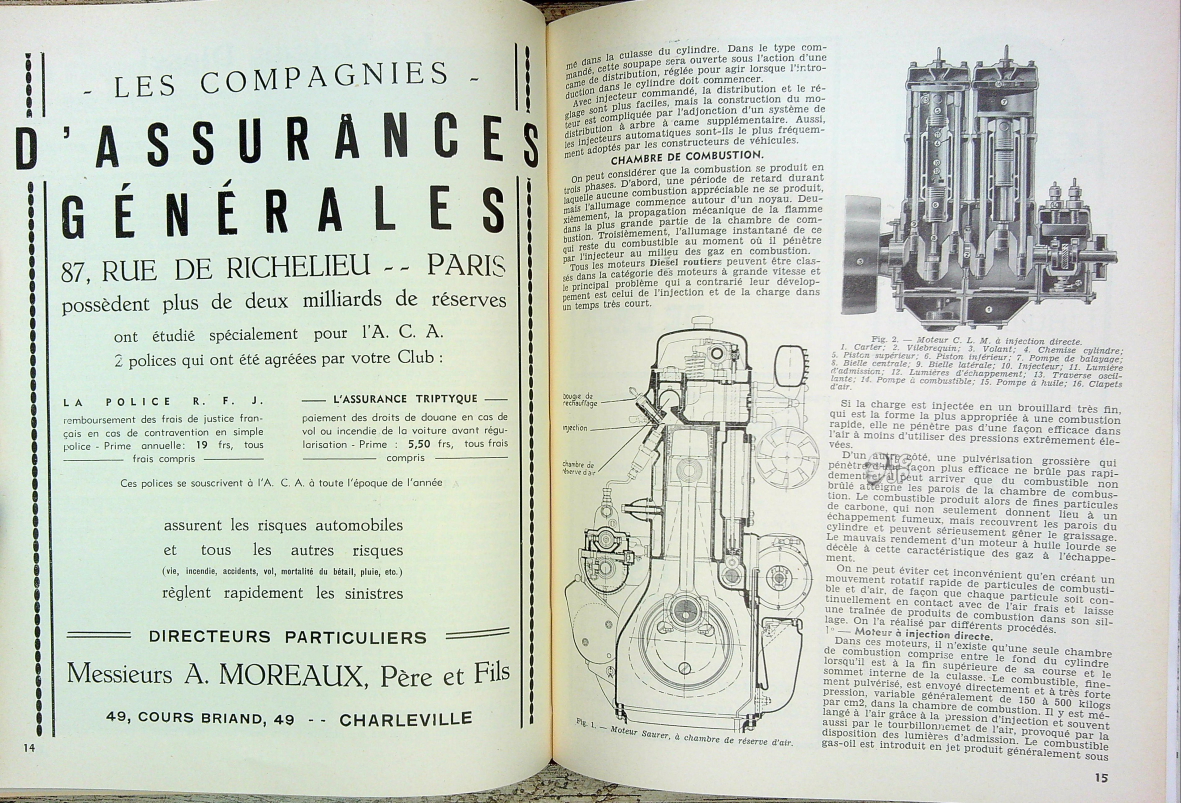 - LES COMPAGNIES -
D'ASSURANCES
GÉNÉRALES
87, RUE DE RICHELIEU -- PARIS
possèdent plus de deux milliards de réserves
ont étudié spécialement pour l'A. C. A.
2 polices qui ont été agréées par votre Club :
LA POLICE R. F. J.
remboursement des frais de justice fran-
çais en cas de contravention en simple
police - Prime annuelle: 19 frs, tous
frais compris
L'ASSURANCE TRIPTYQUE
paiement des droits de douane en cas de
vol ou incendie de la voiture avant régu-
larisation - Prime : 5,50 frs, tous frais
compris
Ces polices se souscrivent à l'A. C. A. à toute l'époque de l'année
assurent les risques automobiles
et tous les autres risques
(vie, incendie, accidents, vol, mortalité du bétail, pluie, etc.)
règlent rapidement les sinistres
DIRECTEURS PARTICULIERS
Messieurs A. MOREAUX, Père et Fils
49, COURS BRIAND, 49 -- CHARLEVILLE
14
mé dans la culasse du cylindre. Dans le type com-
mandé, cette soupape sera ouverte sous l'action d'une
came de distribution, réglée pour agir lorsque l'intro-
duction dans le cylindre doit commencer.
Avec injecteur commandé, la distribution et le ré-
glage sont plus faciles, mais la construction du mo-
teur est compliquée par l'adjonction d'un système de
distribution à arbre à came supplémentaire. Aussi,
les injecteurs automatiques sont-ils le plus fréquem-
ment adoptés par les constructeurs de véhicules.
CHAMBRE DE COMBUSTION.
On peut considérer que la combustion se produit en
trois phases. D'abord, une période de retard durant
laquelle aucune combustion appréciable ne se produit,
mais l'allumage commence autour d'un noyau. Deu-
xièmement, la propagation mécanique de la flamme
dans la plus grande partie de la chambre de com-
bustion. Troisièmement, l'allumage instantané de ce
qui reste du combustible au moment où il pénètre
par l'injecteur au milieu des gaz en combustion.
Tous les moteurs Diesel routiers peuvent être clas-
sés dans la catégorie des moteurs à grande vitesse et
le principal problème qui a contrarié leur dévelop-
pement est celui de l'injection et de la charge dans
un temps très court.
bougie de
réchauffage
injection
chambre de
réserve d'air
Fig. 1. — Moteur Saurer, à chambre de réserve d'air.
Fig. 2. — Moteur C. L. M. à injection directe.
1. Carter; 2. Vilebrequin; 3. Volant; 4. Chemise cylindre;
5. Piston supérieur; 6. Piston inférieur; 7. Pompe de balayage;
8. Bielle centrale; 9. Bielle latérale; 10. Injecteur; 11. Lumière
d'admission; 12. Lumières d'échappement; 13. Traverse oscil-
lante; 14. Pompe à combustible; 15. Pompe à huile; 16. Clapets
d'air.
Si la charge est injectée en un brouillard très fin,
qui est la forme la plus appropriée à une combustion
rapide, elle ne pénètre pas d'une façon efficace dans
l'air à moins d'utiliser des pressions extrêmement éle-
vées.
D'un autre côté, une pulvérisation grossière qui
pénètre d'une façon plus efficace ne brûle pas rapi-
dement et il peut arriver que du combustible non
brûlé atteigne les parois de la chambre de combus-
tion. Le combustible produit alors de fines particules
de carbone, qui non seulement donnent lieu à un
échappement fumeux, mais recouvrent les parois du
cylindre et peuvent sérieusement gêner le graissage.
Le mauvais rendement d'un moteur à huile lourde se
décèle à cette caractéristique des gaz à l'échappe-
ment.
On ne peut éviter cet inconvénient qu'en créant un
mouvement rotatif rapide de particules de combusti-
ble et d'air, de façon que chaque particule soit con-
tinuellement en contact avec de l'air frais et laisse
une traînée de produits de combustion dans son sil-
lage. On l'a réalisé par différents procédés.
1° — Moteur à injection directe.
Dans ces moteurs, il n'existe qu'une seule chambre
de combustion comprise entre le fond du cylindre
lorsqu'il est à la fin supérieure de sa course et le
sommet interne de la culasse. Le combustible, fine-
ment pulvérisé, est envoyé directement et à très forte
pression, variable généralement de 150 à 500 kilogs
par cm2, dans la chambre de combustion. Il y est mé-
langé à l'air grâce à la pression d'injection et souvent
aussi par le tourbillonnemet de l'air, provoqué par la
disposition des lumières d'admission. Le combustible
gas-oil est introduit en jet produit généralement sous
15